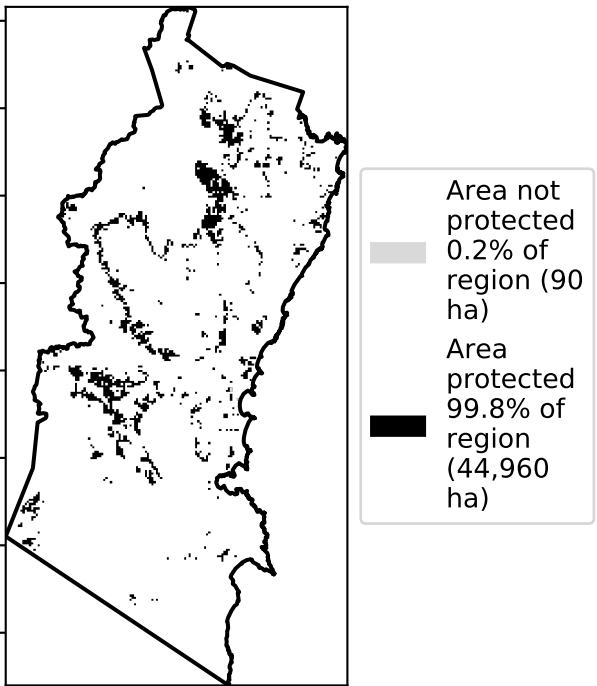 Area not
protected
0.2% of
region (90
ha)
Area
protected
99.8% of
region
(44,960
ha)